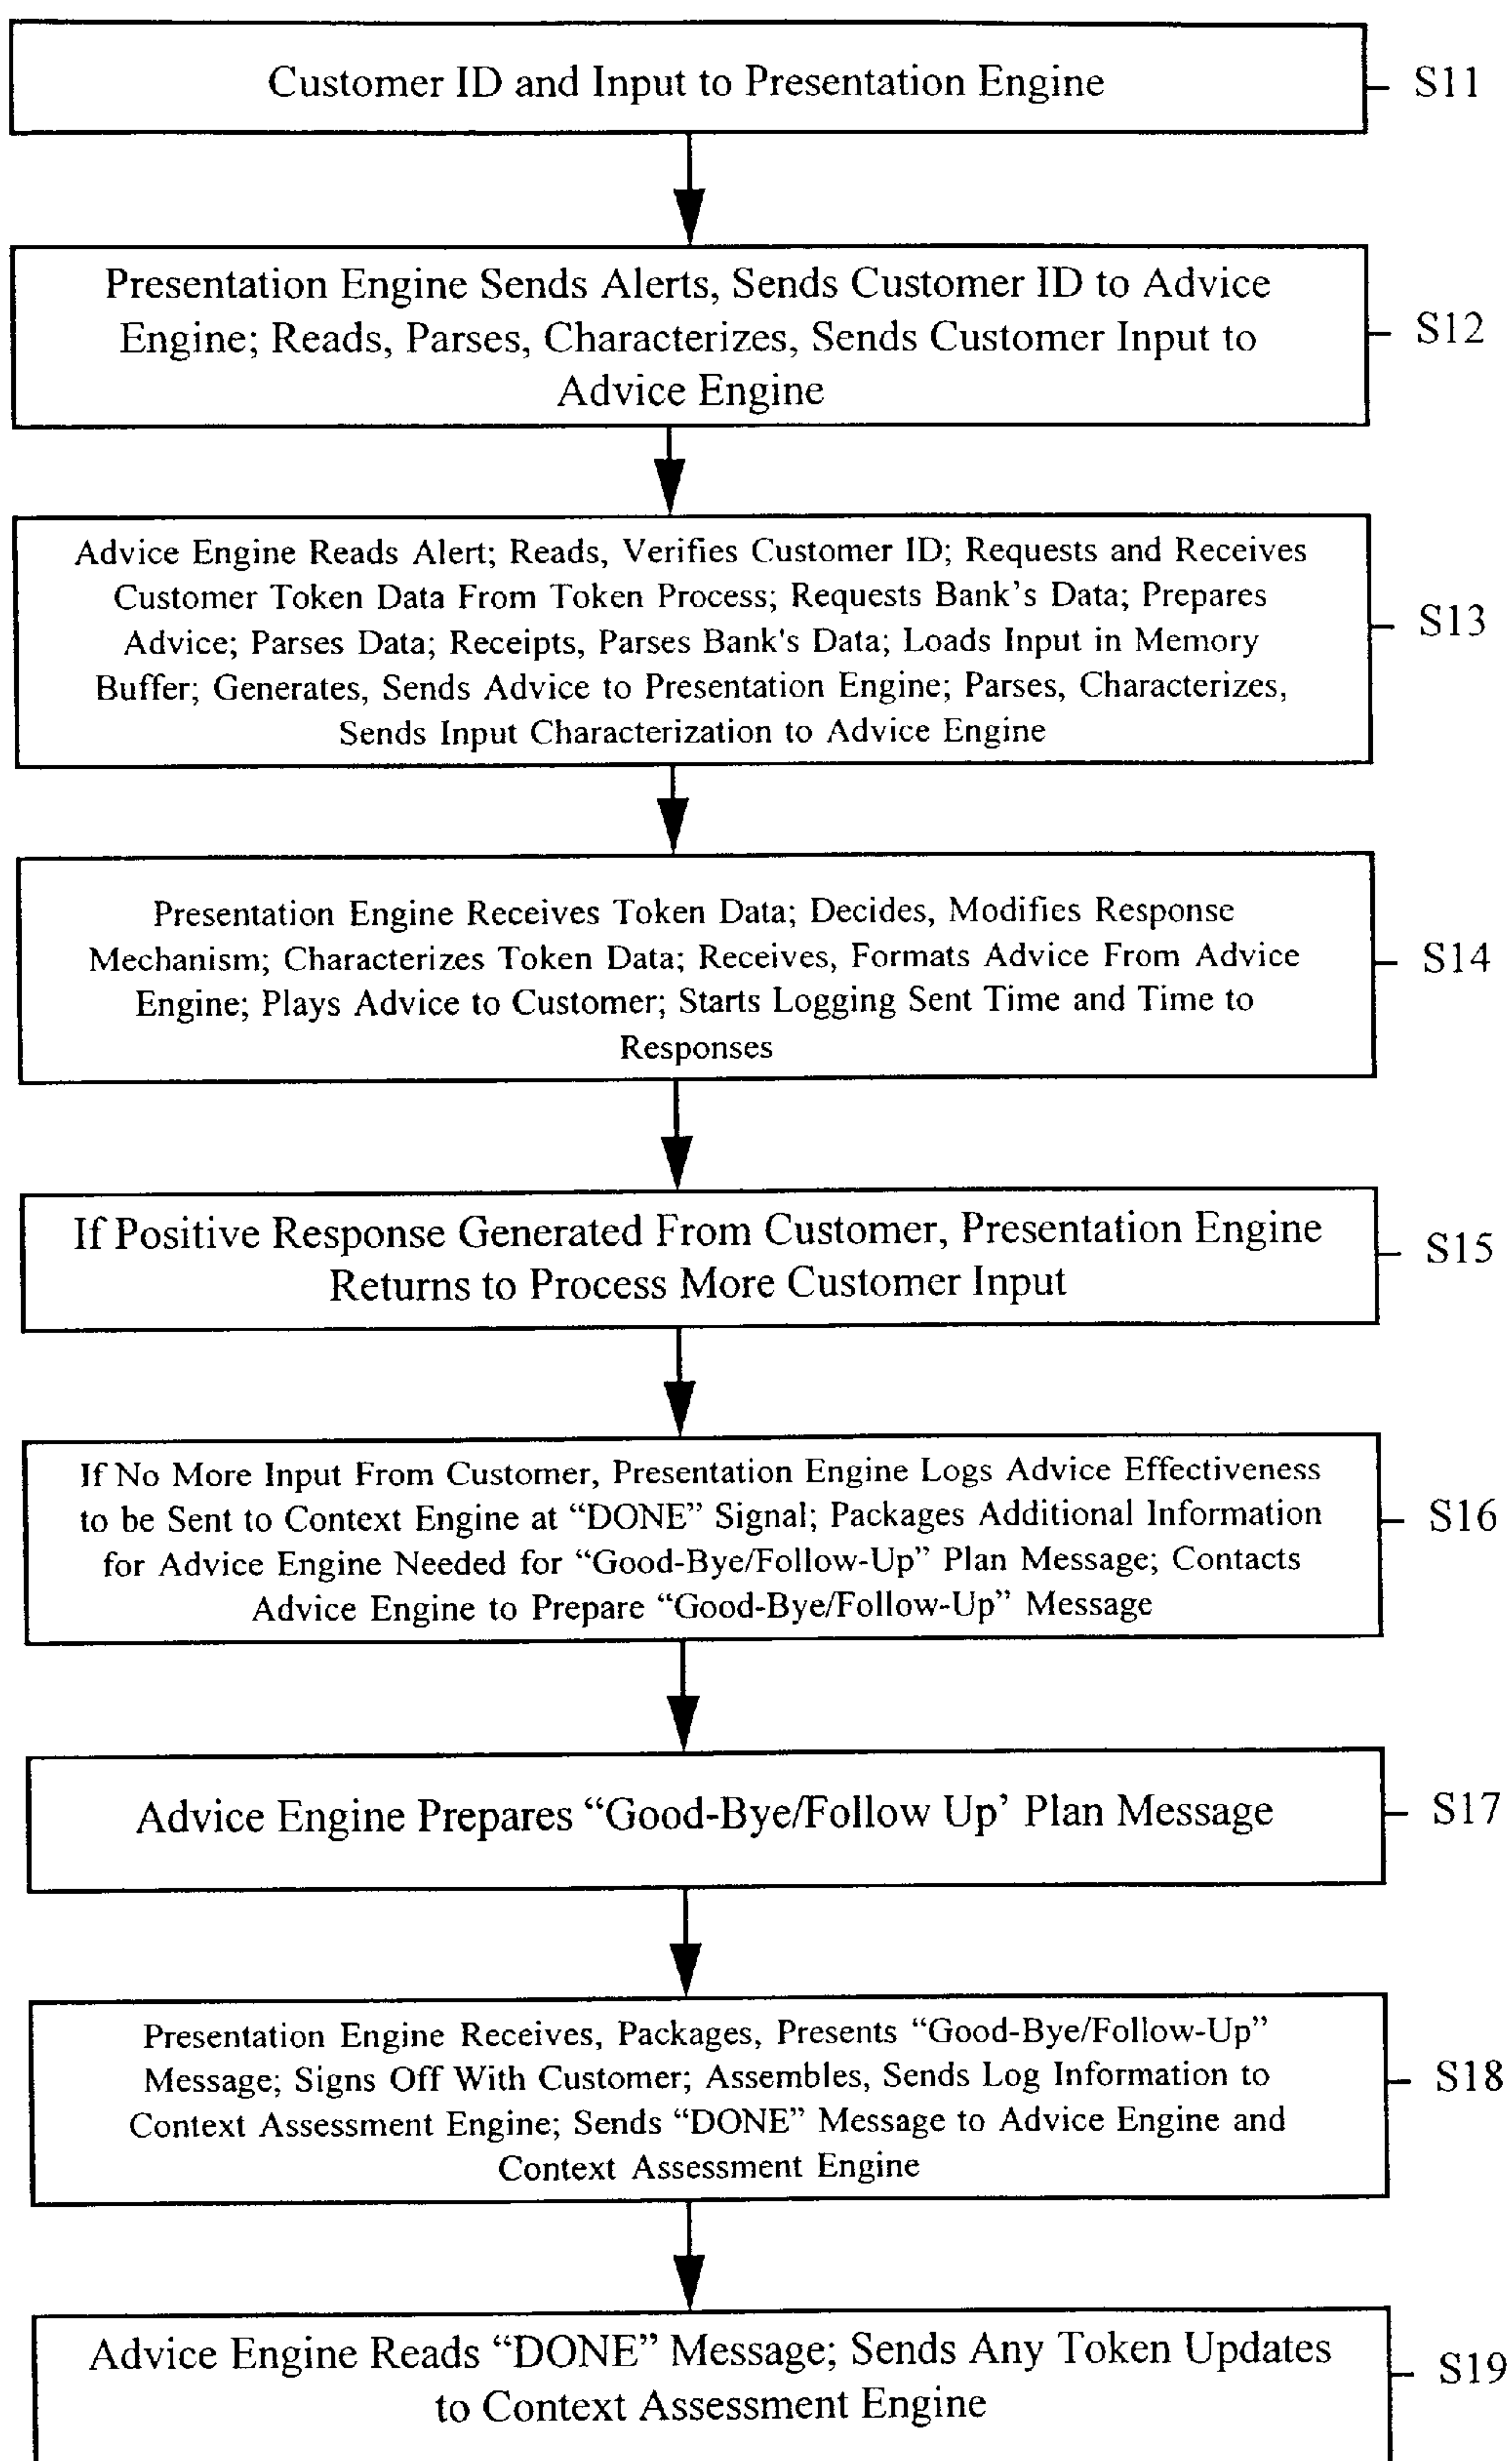 Customer ID and Input to Presentation Engine
S11
Presentation Engine Sends Alerts, Sends Customer ID to Advice
Engine; Reads, Parses, Characterizes, Sends Customer Input to
Advice Engine
S12
Advice Engine Reads Alert; Reads, Verifies Customer ID; Requests and Receives
Customer Token Data From Token Process; Requests Bank's Data; Prepares
Advice; Parses Data; Receipts, Parses Bank's Data; Loads Input in Memory
Buffer; Generates, Sends Advice to Presentation Engine; Parses, Characterizes,
Sends Input Characterization to Advice Engine
S13
Presentation Engine Receives Token Data; Decides, Modifies Response
Mechanism; Characterizes Token Data; Receives, Formats Advice From Advice
Engine; Plays Advice to Customer; Starts Logging Sent Time and Time to
Responses
S14
If Positive Response Generated From Customer, Presentation Engine
Returns to Process More Customer Input
S15
If No More Input From Customer, Presentation Engine Logs Advice Effectiveness
to be Sent to Context Engine at “DONE” Signal; Packages Additional Information
for Advice Engine Needed for “Good-Bye/Follow-Up” Plan Message; Contacts
Advice Engine to Prepare “Good-Bye/Follow-Up” Message
S16
Advice Engine Prepares “Good-Bye/Follow Up’ Plan Message
S17
Presentation Engine Receives, Packages, Presents “Good-Bye/Follow-Up”
Message; Signs Off With Customer; Assembles, Sends Log Information to
Context Assessment Engine; Sends “DONE” Message to Advice Engine and
Context Assessment Engine
S18
Advice Engine Reads “DONE” Message; Sends Any Token Updates
to Context Assessment Engine
S19